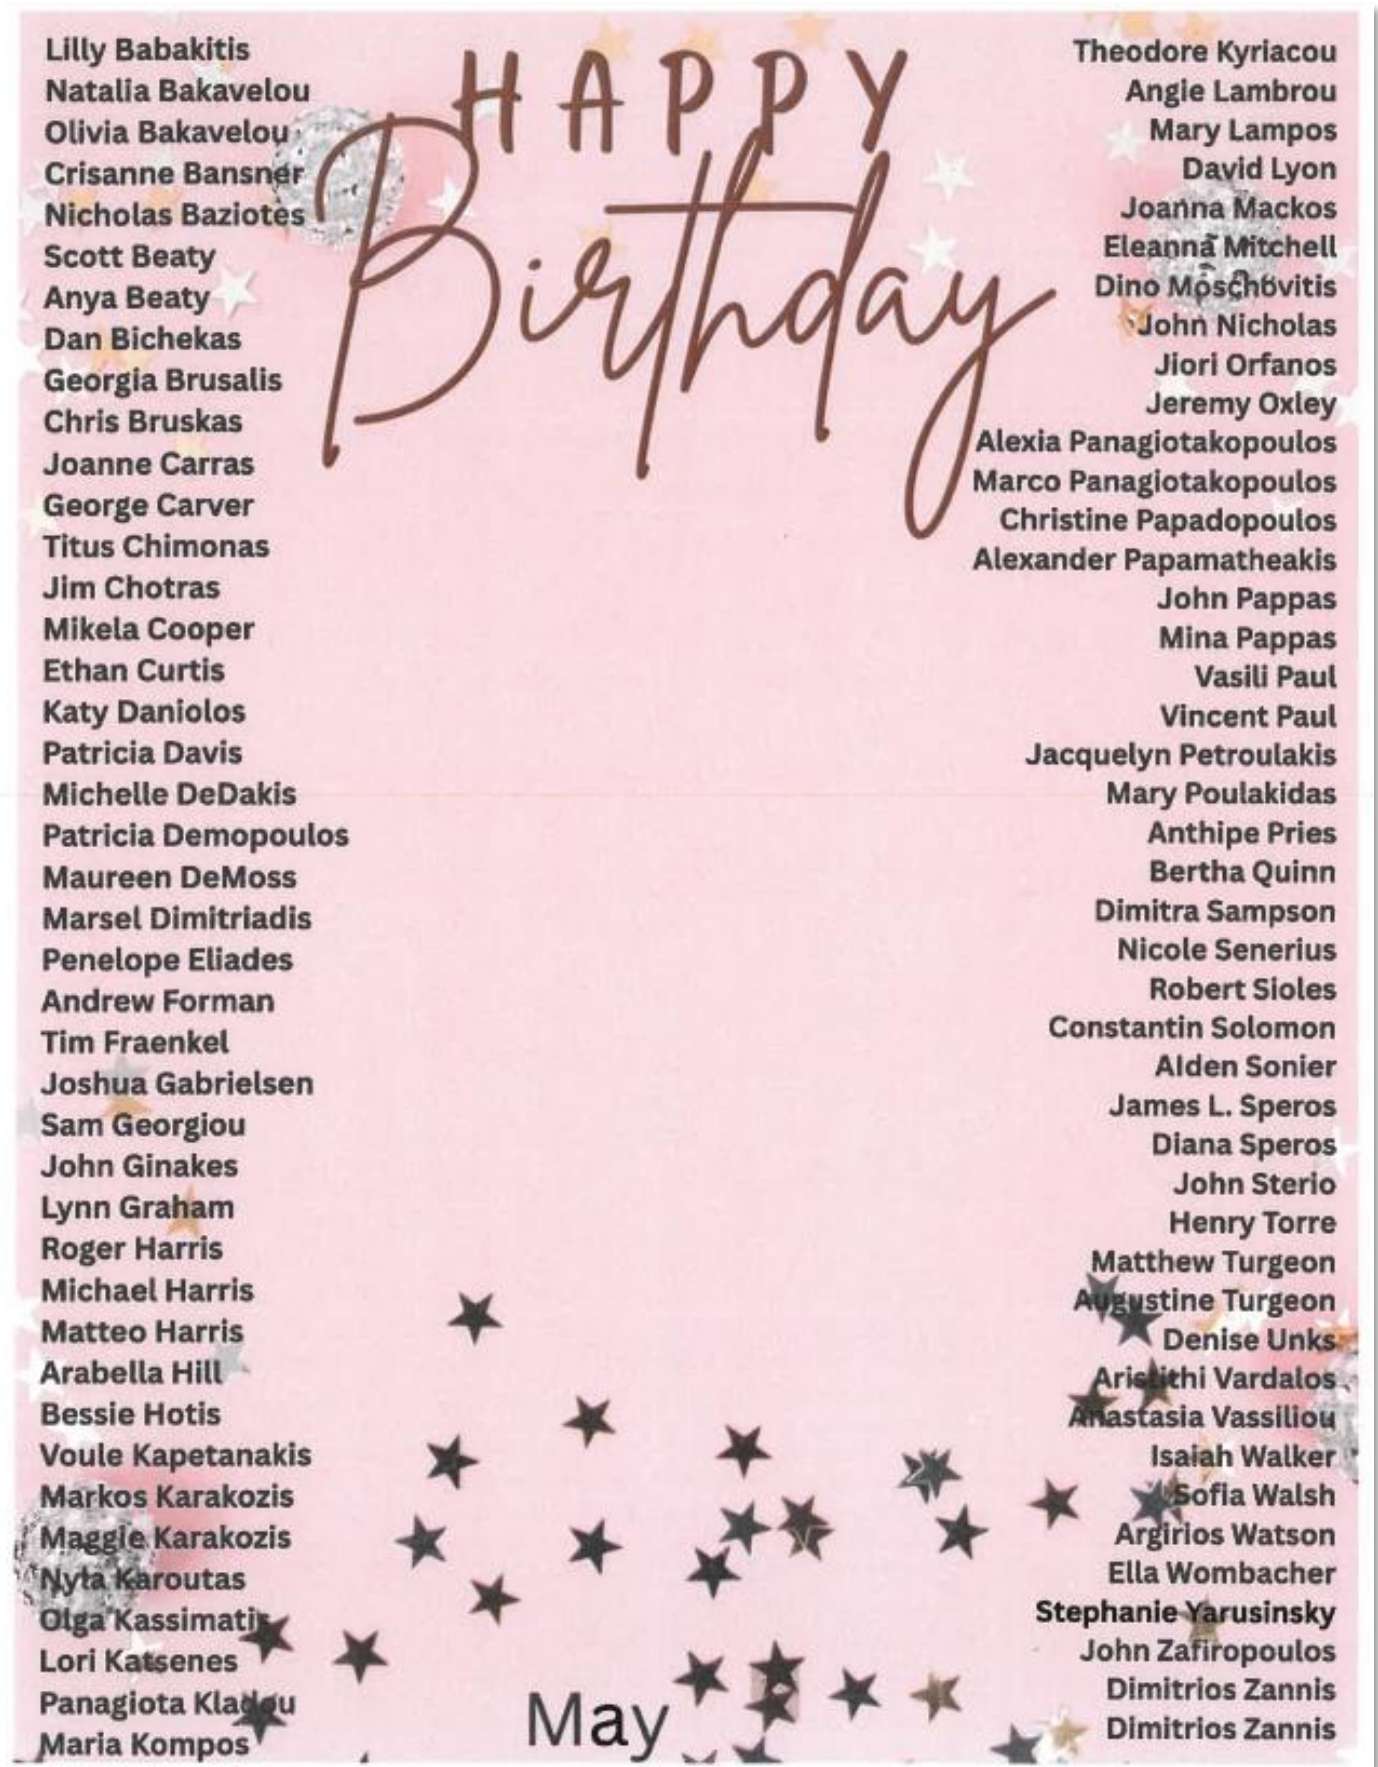 Lilly Babakitis
Natalia Bakavelou
Olivia Bakavelou
Crisanne Bansner
Nicholas Baziotes
Scott Beaty
Anya Beaty
Dan Bichekas
Georgia Brusalis
Chris Bruskas
Joanne Carras
George Carver
Titus Chimonas
Jim Chotras
Mikela Cooper
Ethan Curtis
Katy Daniolos
Patricia Davis
Michelle DeDakis
Patricia Demopoulos
Maureen DeMoss
Marsel Dimitriadis
Penelope Eliades
Andrew Forman
Tim Fraenkel
Joshua Gabrielsen
Sam Georgiou
John Ginakes
Lynn Graham
Roger Harris
Michael Harris
Matteo Harris
Arabella Hill
Bessie Hotis
Voule Kapetanakis
Markos Karakozis
Maggie Karakozis
Nyla Karoutas
Olga Kassimatis
Lori Katsenes
Panagiota Kladou
Maria Kompos
HAPPY
Birthday
May
Theodore Kyriacou
Angie Lambrou
Mary Lampos
David Lyon
Joanna Mackos
Eleanna Mitchell
Dino Moschovitis
John Nicholas
Jiori Orfanos
Jeremy Oxley
Alexia Panagiotakopoulos
Marco Panagiotakopoulos
Christine Papadopoulos
Alexander Papamatheakis
John Pappas
Mina Pappas
Vasili Paul
Vincent Paul
Jacquelyn Petroulakis
Mary Poulakidas
Anthipe Pries
Bertha Quinn
Dimitra Sampson
Nicole Senerius
Robert Sioles
Constantin Solomon
AIden Sonier
James L. Speros
Diana Speros
John Sterio
Henry Torre
Matthew Turgeon
Augustine Turgeon
Denise Unks
Aristithi Vardalos
Anastasia Vassiliou
Isaiah Walker
Sofia Walsh
Argirios Watson
Ella Wombacher
Stephanie Yarusinsky
John Zafiropoulos
Dimitrios Zannis
Dimitrios Zannis